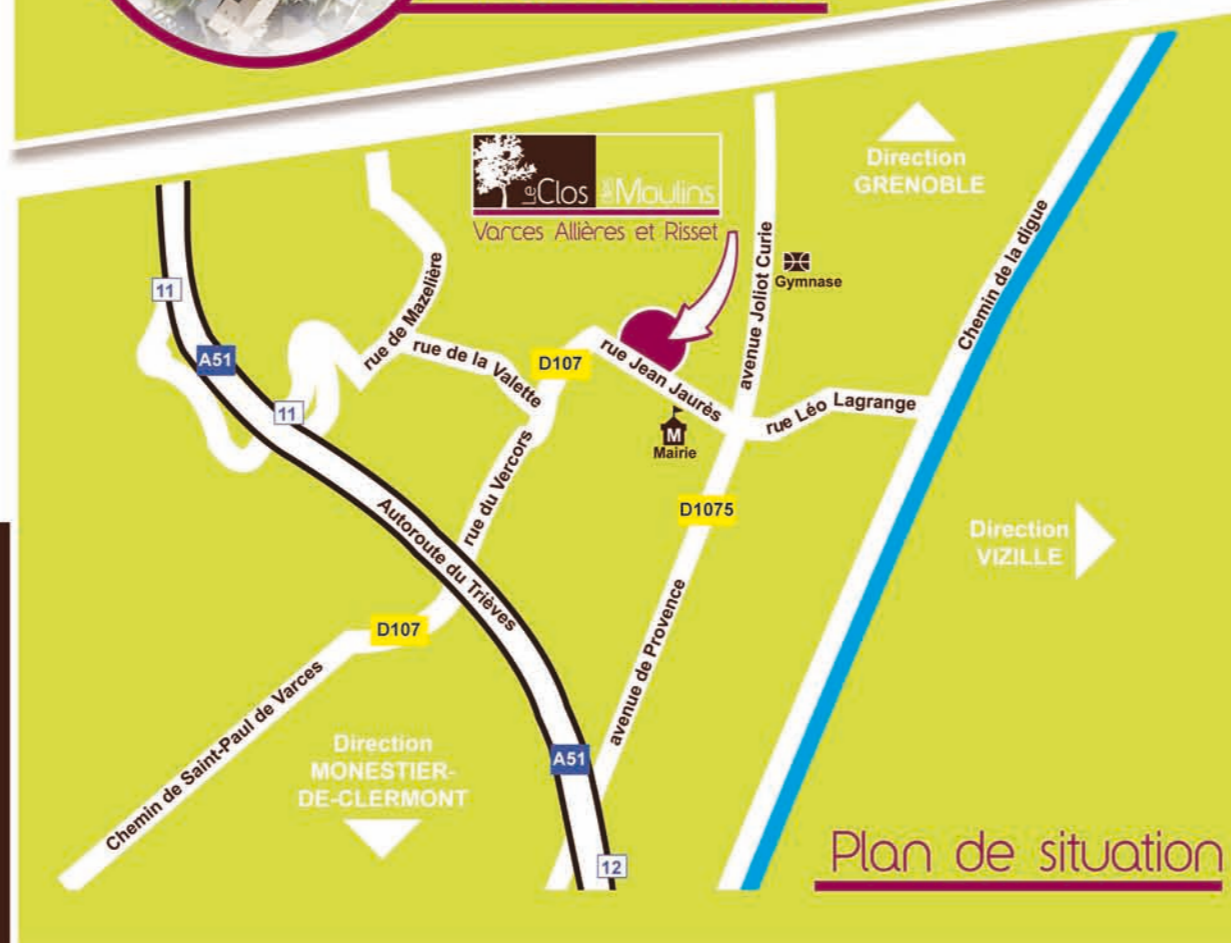 Le Clos des Moulins
Varces Allières et Risset
Direction
GRENOBLE
Gymnase
avenue Joliot Curie
Chemin de la digue
11
A51
11
rue de Mazelière
rue de la Valette
D107
rue Jean Jaurès
M
Mairie
rue Léo Lagrange
rue du Vercors
D1075
Direction
VIZILLE
Autoroute du Trièves
D107
avenue de Provence
Chemin de Saint-Paul de Varces
Direction
MONESTIER-
DE-CLERMONT
A51
12
Plan de situation